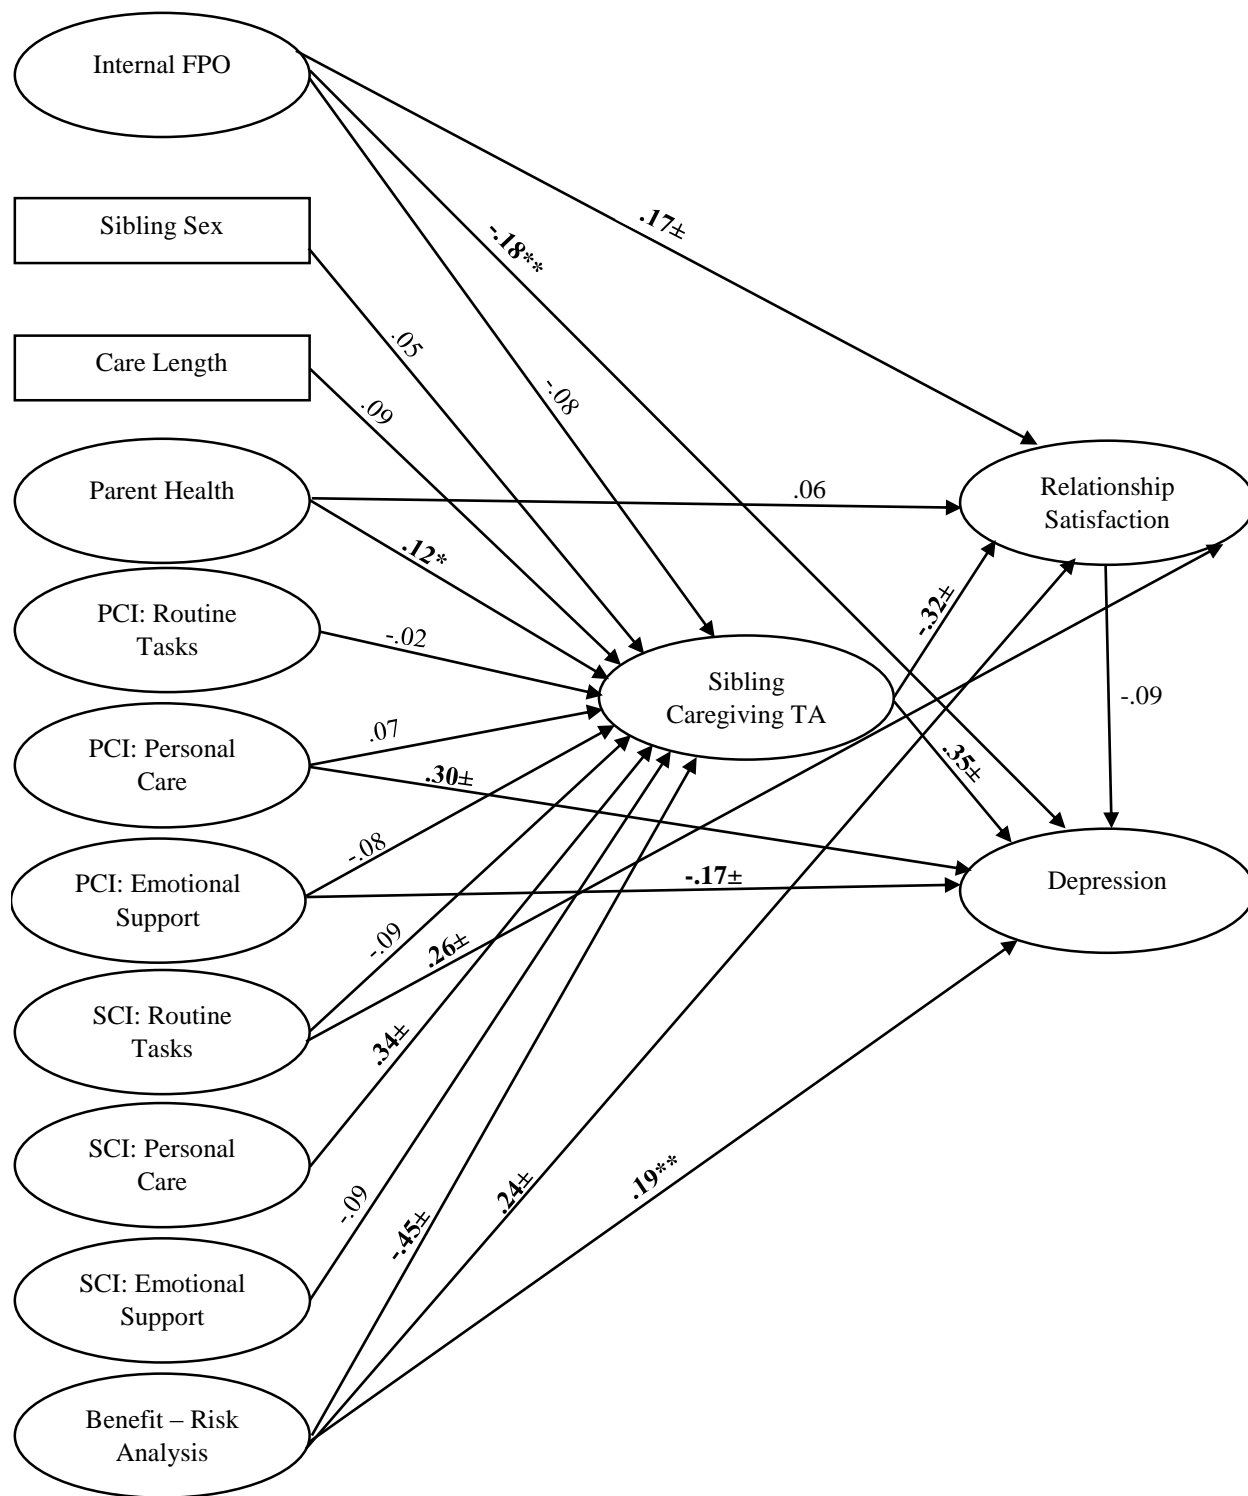 Internal FPO
Sibling Sex
Care Length
Parent Health
PCI: Routine
Tasks
PCI: Personal
Care
PCI: Emotional
Support
SCI: Routine
Tasks
SCI: Personal
Care
SCI: Emotional
Support
Benefit – Risk
Analysis
.17±
-.18**
.05
-.08
.09
.06
.12*
-.02
.07
.30±
-.08
-.17±
-.09
.26±
.34±
-.09
-.45±
.24±
.19**
Sibling
Caregiving TA
-.32±
.35±
Relationship
Satisfaction
-.09
Depression